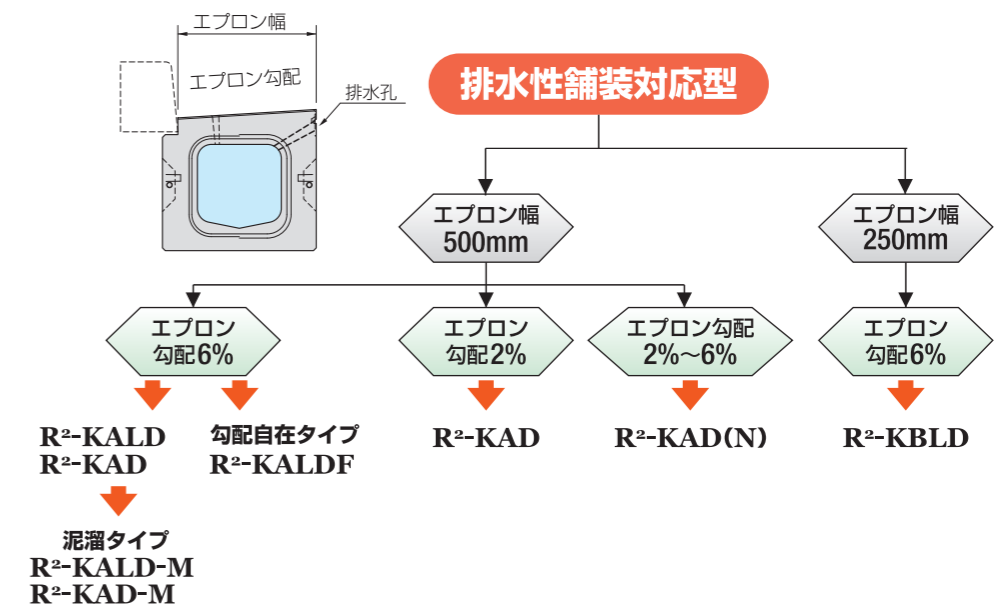 エプロン幅
エプロン勾配
排水孔
排水性舗装対応型
エプロン幅
500mm
エプロン幅
250mm
エプロン
勾配6%
エプロン
勾配2%
エプロン勾配
2%~6%
エプロン
勾配6%
R²-KALD
R²-KAD
勾配自在タイプ
R²-KALDF
R²-KAD
R²-KAD(N)
R²-KBLD
泥溜タイプ
R²-KALD-M
R²-KAD-M